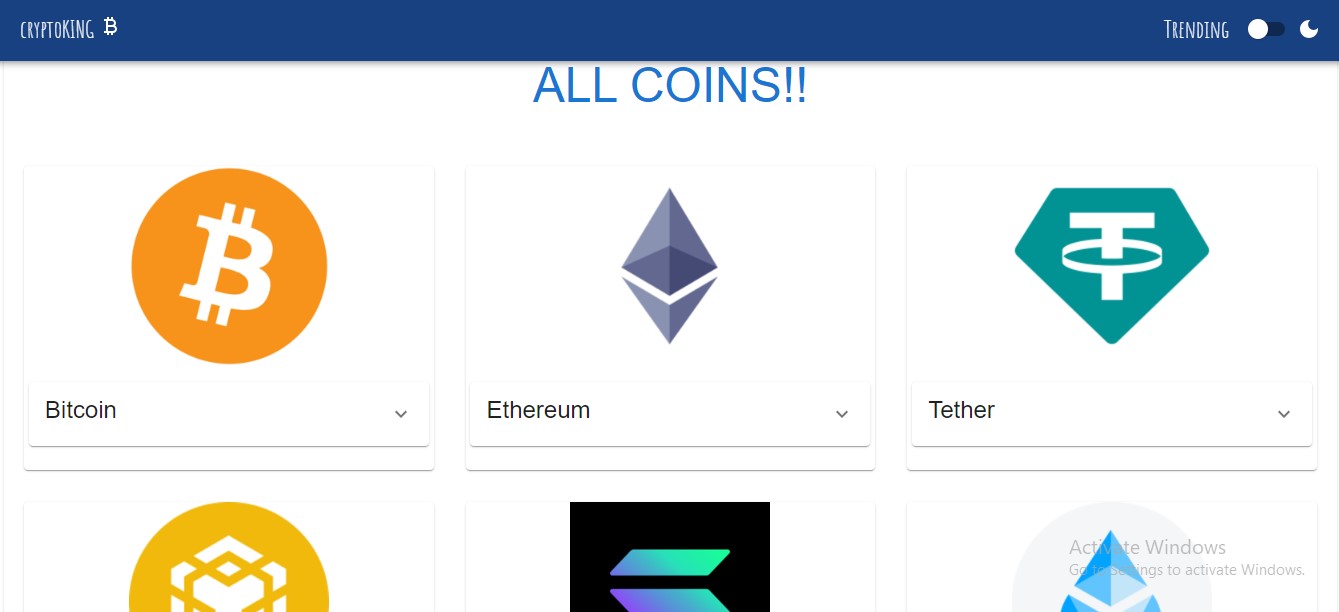 cryptoKING
Trending
ALL COINS!!
Bitcoin
Ethereum
Tether
Activate Windows
Go to Settings to activate Windows.